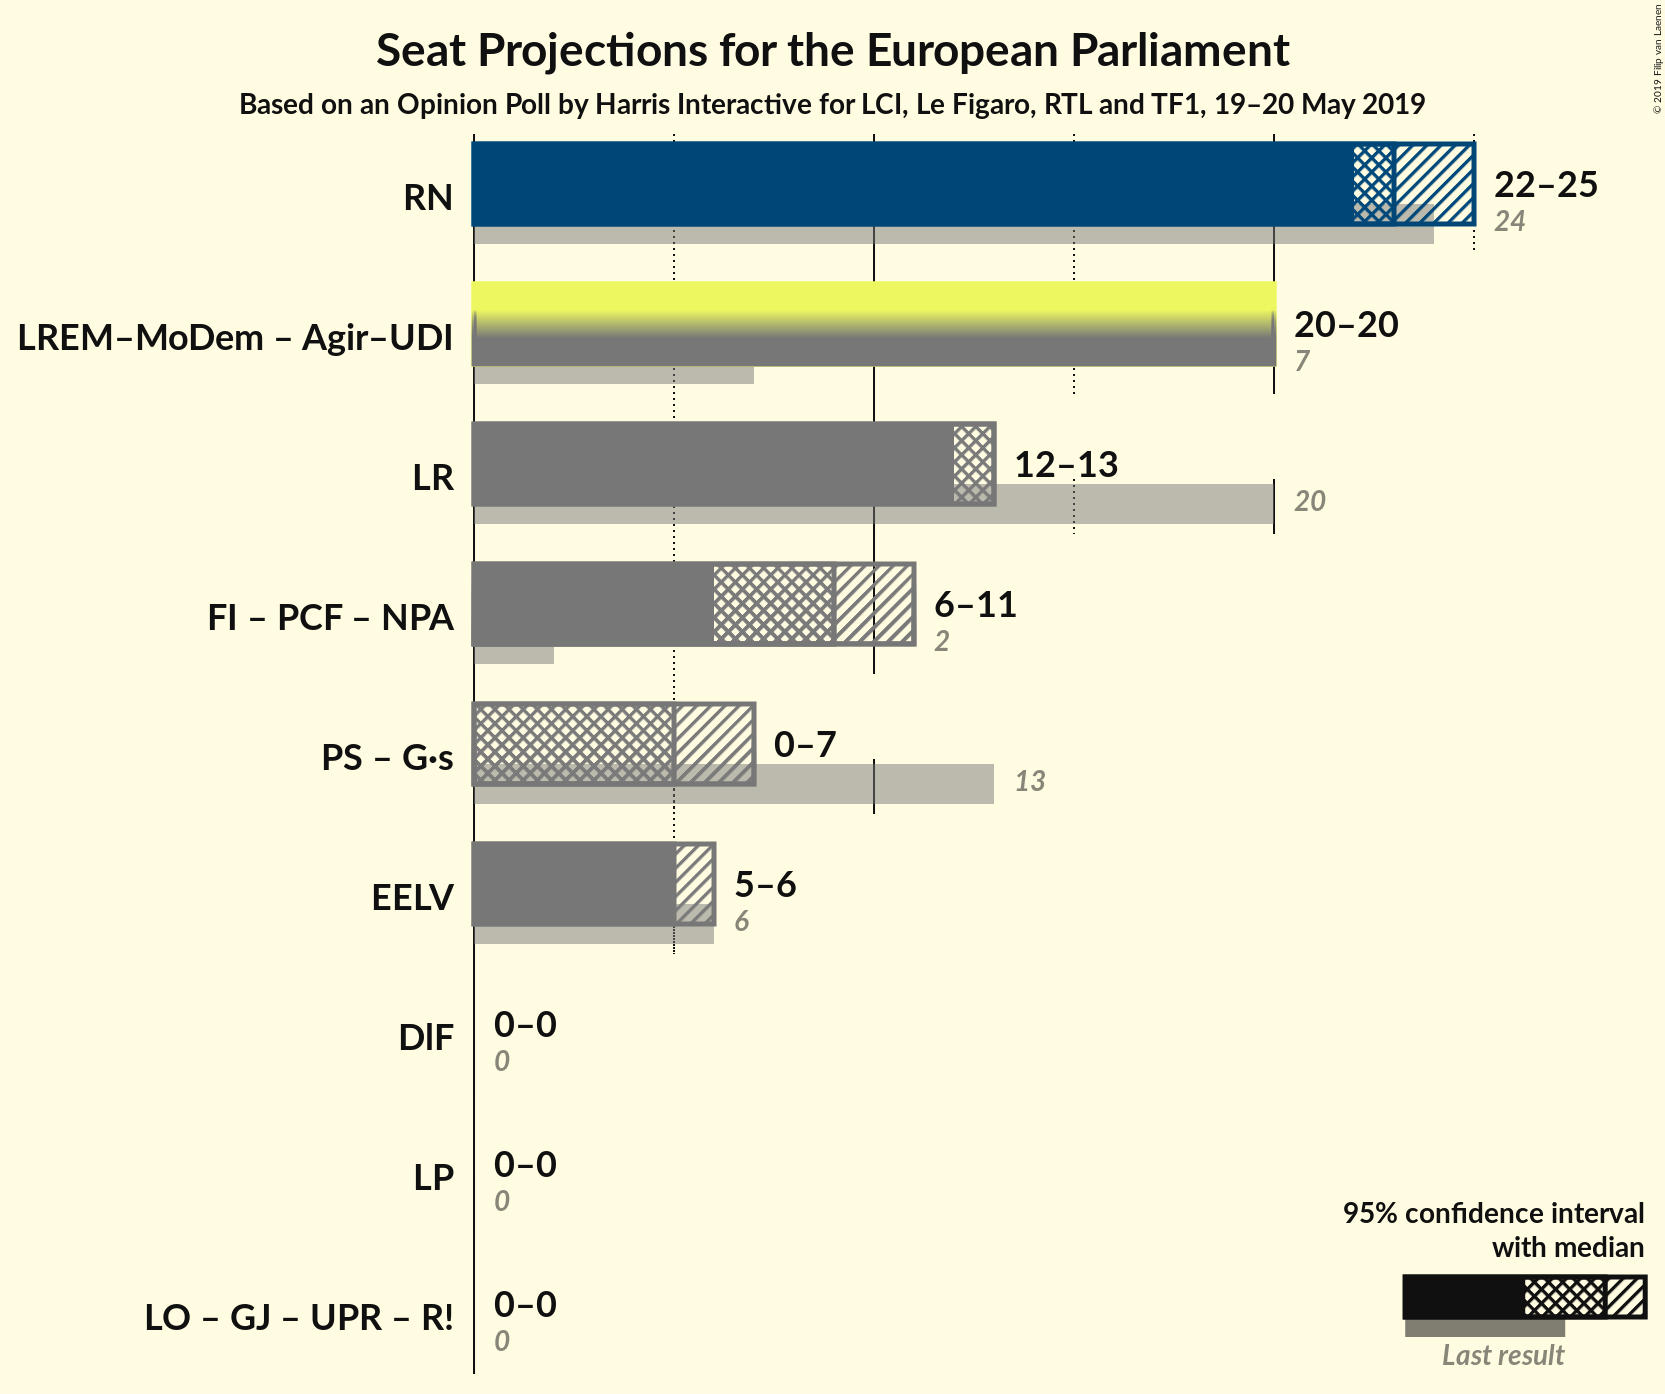 Seat Projections for the European Parliament
Based on an Opinion Poll by Harris Interactive for LCI, Le Figaro, RTL and TF1, 19–20 May 2019
© 2019 Filip van Laenen
RN
22–25
24
LREM–MoDem – Agir–UDI
20–20
7
LR
12–13
20
FI – PCF – NPA
6–11
2
PS – G·s
0–7
13
EELV
5–6
6
DlF
0–0
0
LP
0–0
0
LO – GJ – UPR – R!
0–0
0
95% confidence interval
with median
Last result